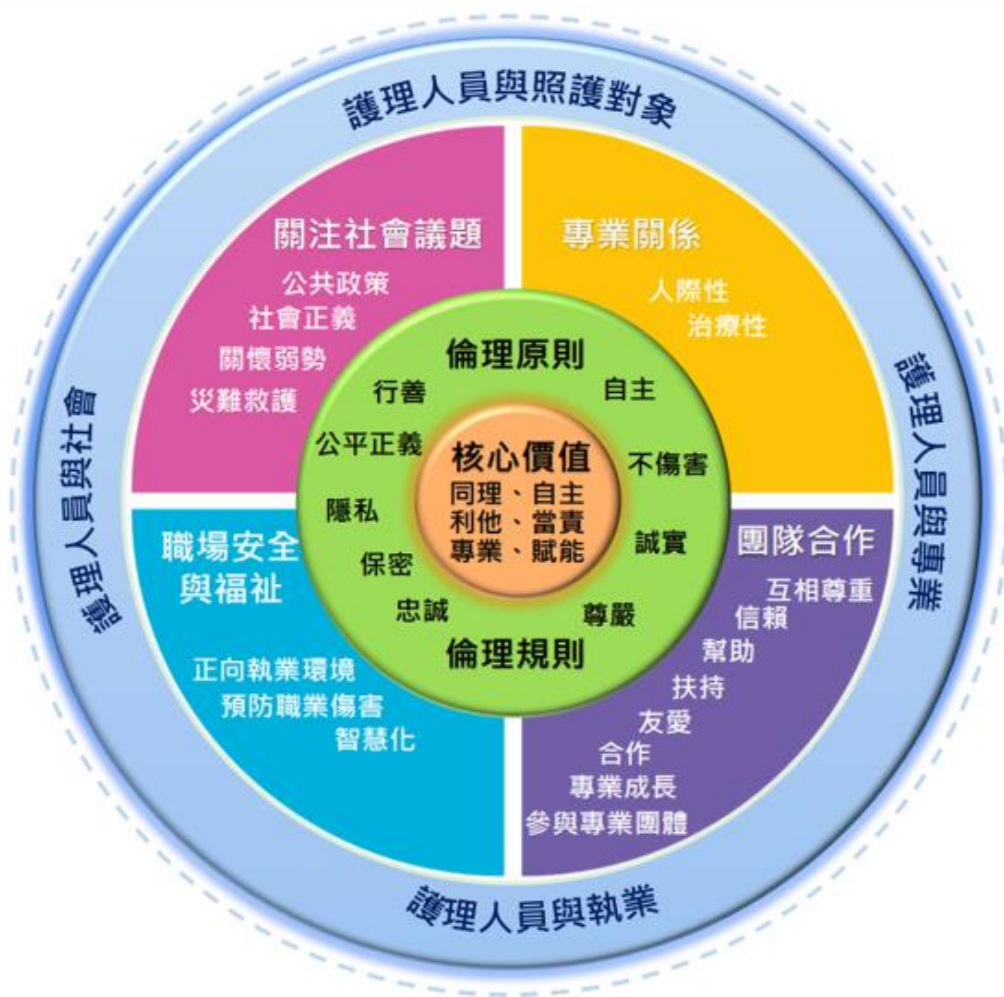 護理人員與照護對象
關注社會議題
公共政策
社會正義
關懷弱勢
災難救護
專業關係
人際性
治療性
護理人員與社會
護理人員與專業
倫理原則
行善
自主
公平正義
不傷害
隱私
誠實
保密
尊嚴
忠誠
倫理規則
核心價值
同理、自主
利他、當責
專業、賦能
職場安全
與福祉
正向執業環境
預防職業傷害
智慧化
團隊合作
互相尊重
信賴
幫助
扶持
友愛
合作
專業成長
參與專業團體
護理人員與執業